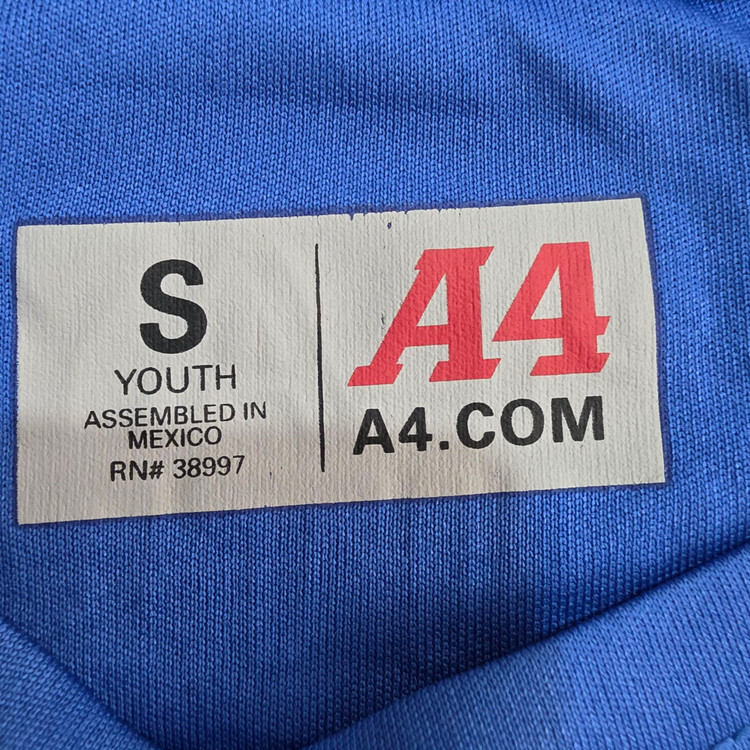 S
YOUTH
ASSEMBLED IN
MEXICO
RN# 38997
A4
A4.COM